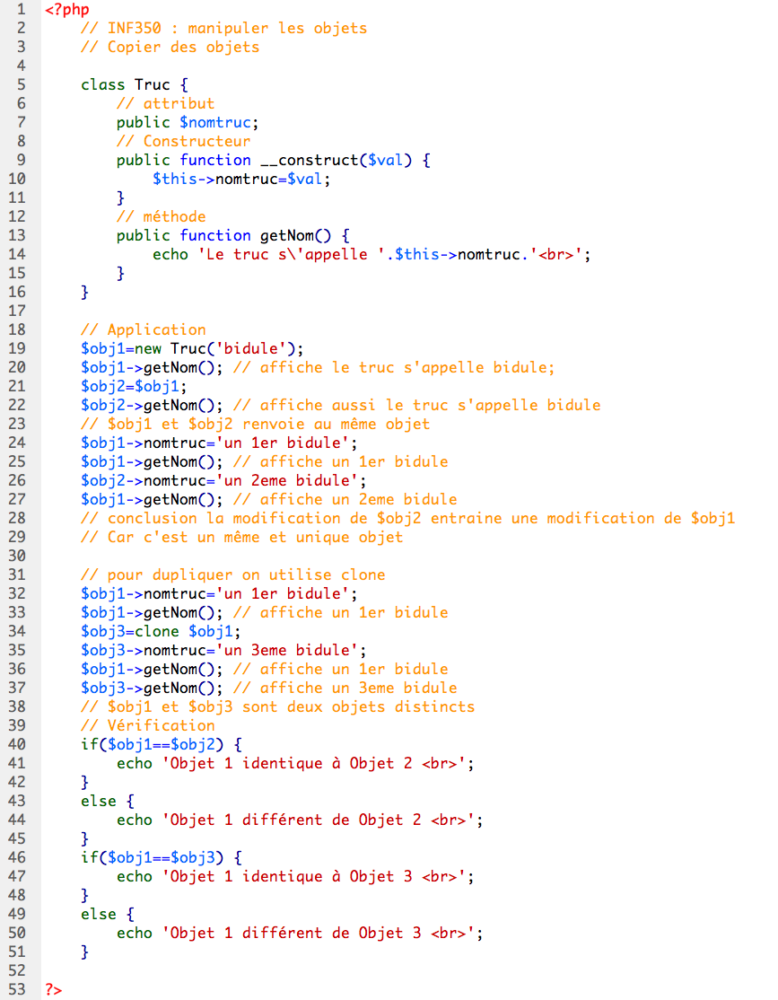 1 <?php
2 // INF350 : manipuler les objets
3 // Copier des objets
4
5 class Truc {
6 // attribut
7 public $nomtruc;
8 // Constructeur
9 public function __construct($val) {
10 $this->nomtruc=$val;
11 }
12 // méthode
13 public function getNom() {
14 echo 'Le truc s\'appelle '.$this->nomtruc.'<br>';
15 }
16 }
17
18 // Application
19 $obj1=new Truc('bidule');
20 $obj1->getNom(); // affiche le truc s'appelle bidule;
21 $obj2=$obj1;
22 $obj2->getNom(); // affiche aussi le truc s'appelle bidule
23 // $obj1 et $obj2 renvoie au même objet
24 $obj1->nomtruc='un 1er bidule';
25 $obj1->getNom(); // affiche un 1er bidule
26 $obj2->nomtruc='un 2eme bidule';
27 $obj1->getNom(); // affiche un 2eme bidule
28 // conclusion la modification de $obj2 entraine une modification de $obj1
29 // Car c'est un même et unique objet
30
31 // pour dupliquer on utilise clone
32 $obj1->nomtruc='un 1er bidule';
33 $obj1->getNom(); // affiche un 1er bidule
34 $obj3=clone $obj1;
35 $obj3->nomtruc='un 3eme bidule';
36 $obj1->getNom(); // affiche un 1er bidule
37 $obj3->getNom(); // affiche un 3eme bidule
38 // $obj1 et $obj3 sont deux objets distincts
39 // Vérification
40 if($obj1==$obj2) {
41 echo 'Objet 1 identique à Objet 2 <br>';
42 }
43 else {
44 echo 'Objet 1 différent de Objet 2 <br>';
45 }
46 if($obj1==$obj3) {
47 echo 'Objet 1 identique à Objet 3 <br>';
48 }
49 else {
50 echo 'Objet 1 différent de Objet 3 <br>';
51 }
52
53 ?>